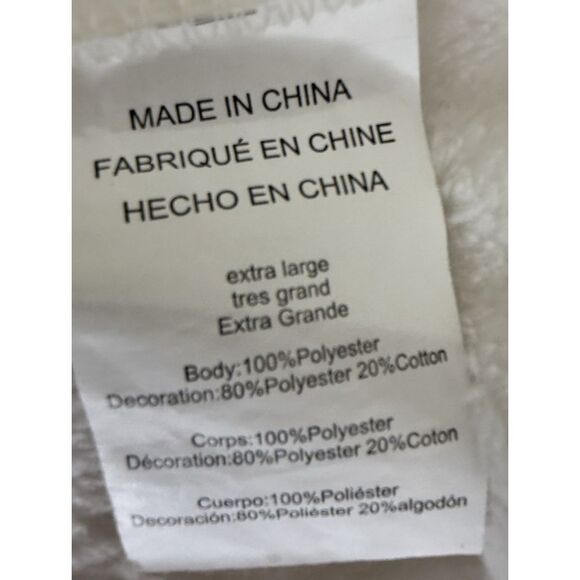 MADE IN CHINA
FABRIQUÉ EN CHINE
HECHO EN CHINA
extra large
tres grand
Extra Grande
Body:100%Polyester
Decoration:80%Polyester 20%Cotton
Corps:100%Polyester
Décoration:80%Polyester 20%Coton
Cuerpo:100%Poliéster
Decoración:80%Poliéster 20%algodón